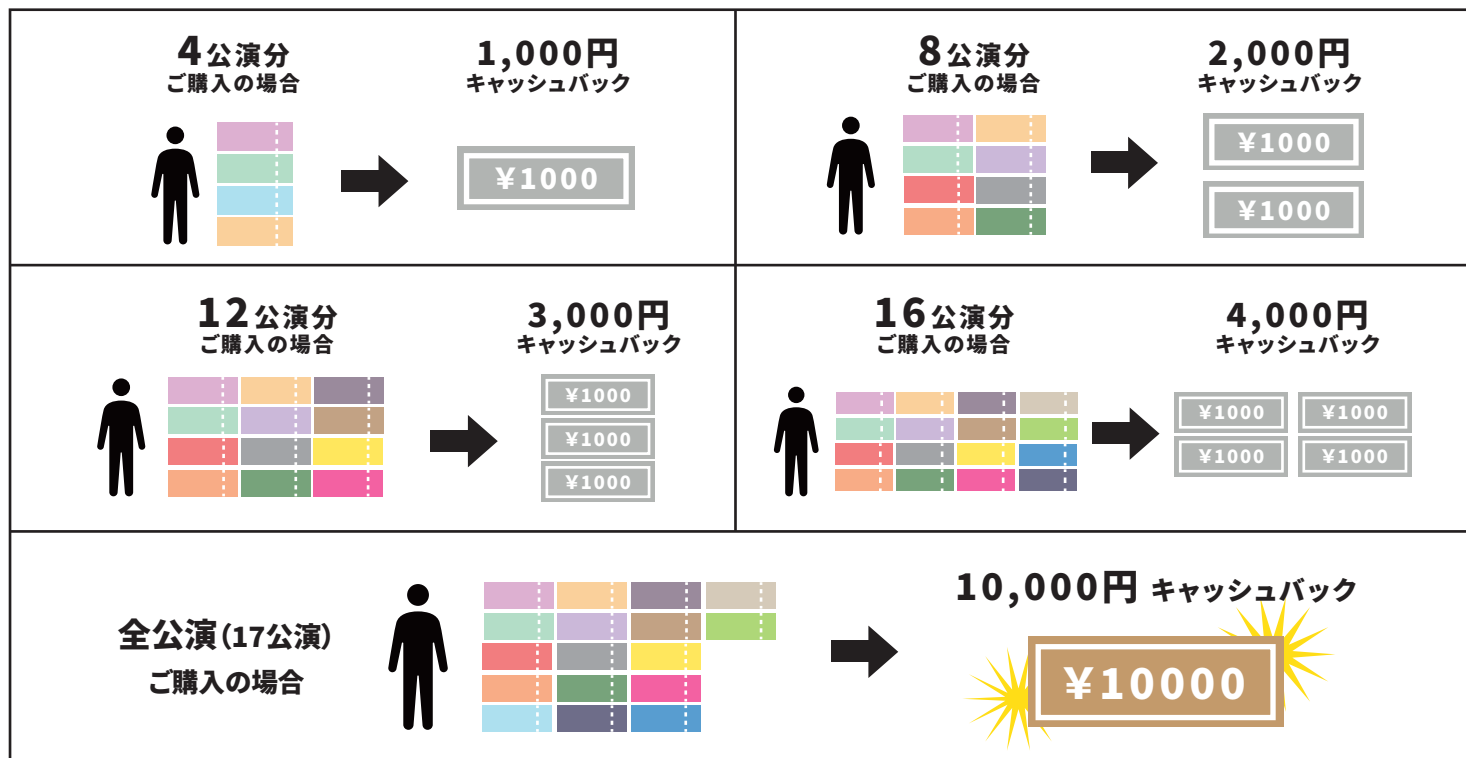 4公演分
ご購入の場合
1,000円
キャッシュバック
¥1000
8公演分
ご購入の場合
2,000円
キャッシュバック
¥1000
¥1000
12公演分
ご購入の場合
3,000円
キャッシュバック
¥1000
¥1000
¥1000
16公演分
ご購入の場合
4,000円
キャッシュバック
¥1000 ¥1000
¥1000 ¥1000
全公演(17公演)
ご購入の場合
10,000円 キャッシュバック
¥10000